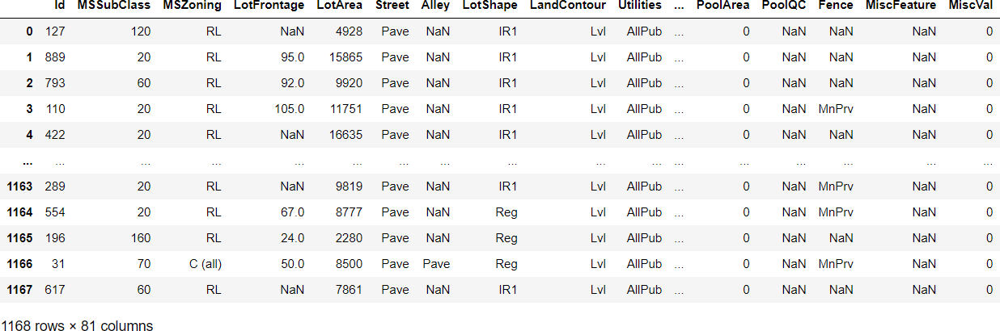 Id MSSubClass MSZoning LotFrontage LotArea Street Alley LotShape LandContour Utilities ... PoolArea PoolQC Fence MiscFeature MiscVal
0 127 120 RL NaN 4928 Pave NaN IR1 Lvl AllPub ... 0 NaN NaN NaN 0
1 889 20 RL 95.0 15865 Pave NaN IR1 Lvl AllPub ... 0 NaN NaN NaN 0
2 793 60 RL 92.0 9920 Pave NaN IR1 Lvl AllPub ... 0 NaN NaN NaN 0
3 110 20 RL 105.0 11751 Pave NaN IR1 Lvl AllPub ... 0 NaN MnPrv NaN 0
4 422 20 RL NaN 16635 Pave NaN IR1 Lvl AllPub ... 0 NaN NaN NaN 0
... ... ... ... ... ... ... ... ... ... ... ... ... ... ... ... ...
1163 289 20 RL NaN 9819 Pave NaN IR1 Lvl AllPub ... 0 NaN MnPrv NaN 0
1164 554 20 RL 67.0 8777 Pave NaN Reg Lvl AllPub ... 0 NaN MnPrv NaN 0
1165 196 160 RL 24.0 2280 Pave NaN Reg Lvl AllPub ... 0 NaN NaN NaN 0
1166 31 70 C (all) 50.0 8500 Pave Pave Reg Lvl AllPub ... 0 NaN MnPrv NaN 0
1167 617 60 RL NaN 7861 Pave NaN IR1 Lvl AllPub ... 0 NaN NaN NaN 0
1168 rows × 81 columns